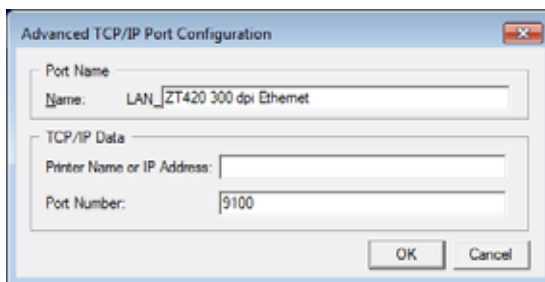 Advanced TCP/IP Port Configuration
Port Name
Name: LAN_ZT420 300 dpi Ethernet
TCP/IP Data
Printer Name or IP Address:
Port Number: 9100
OK Cancel